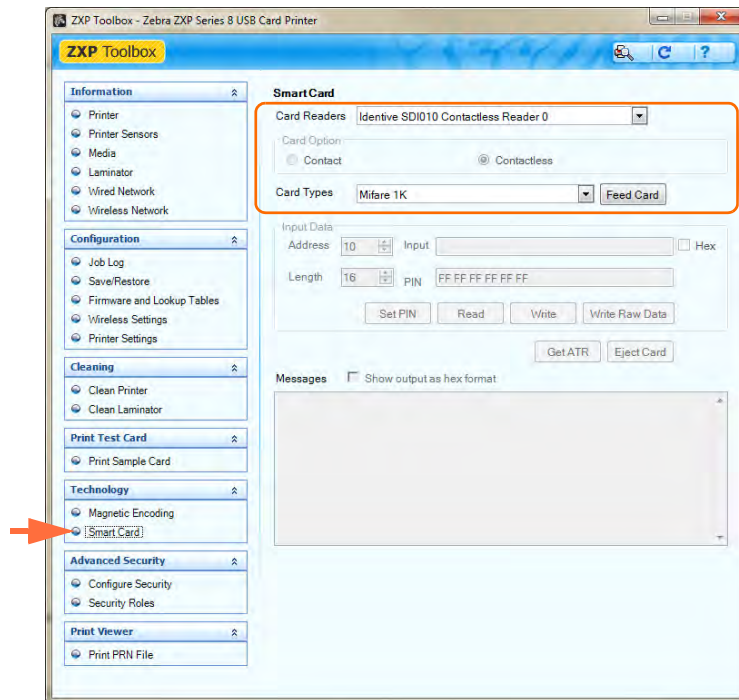 ZXP Toolbox - Zebra ZXP Series 8 USB Card Printer
ZXP Toolbox
Information
Printer
Printer Sensors
Media
Laminator
Wired Network
Wireless Network
Configuration
Job Log
Save/Restore
Firmware and Lookup Tables
Wireless Settings
Printer Settings
Cleaning
Clean Printer
Clean Laminator
Print Test Card
Print Sample Card
Technology
Magnetic Encoding
Smart Card
Advanced Security
Configure Security
Security Roles
Print Viewer
Print PRN File
Smart Card
Card Readers Identive SDI010 Contactless Reader 0
Card Option
Contact Contactless
Card Types Mifare 1K Feed Card
Input Data
Address 10 Input Hex
Length 16 PIN FF FF FF FF FF FF
Set PIN Read Write Write Raw Data
Get ATR Eject Card
Messages Show output as hex format